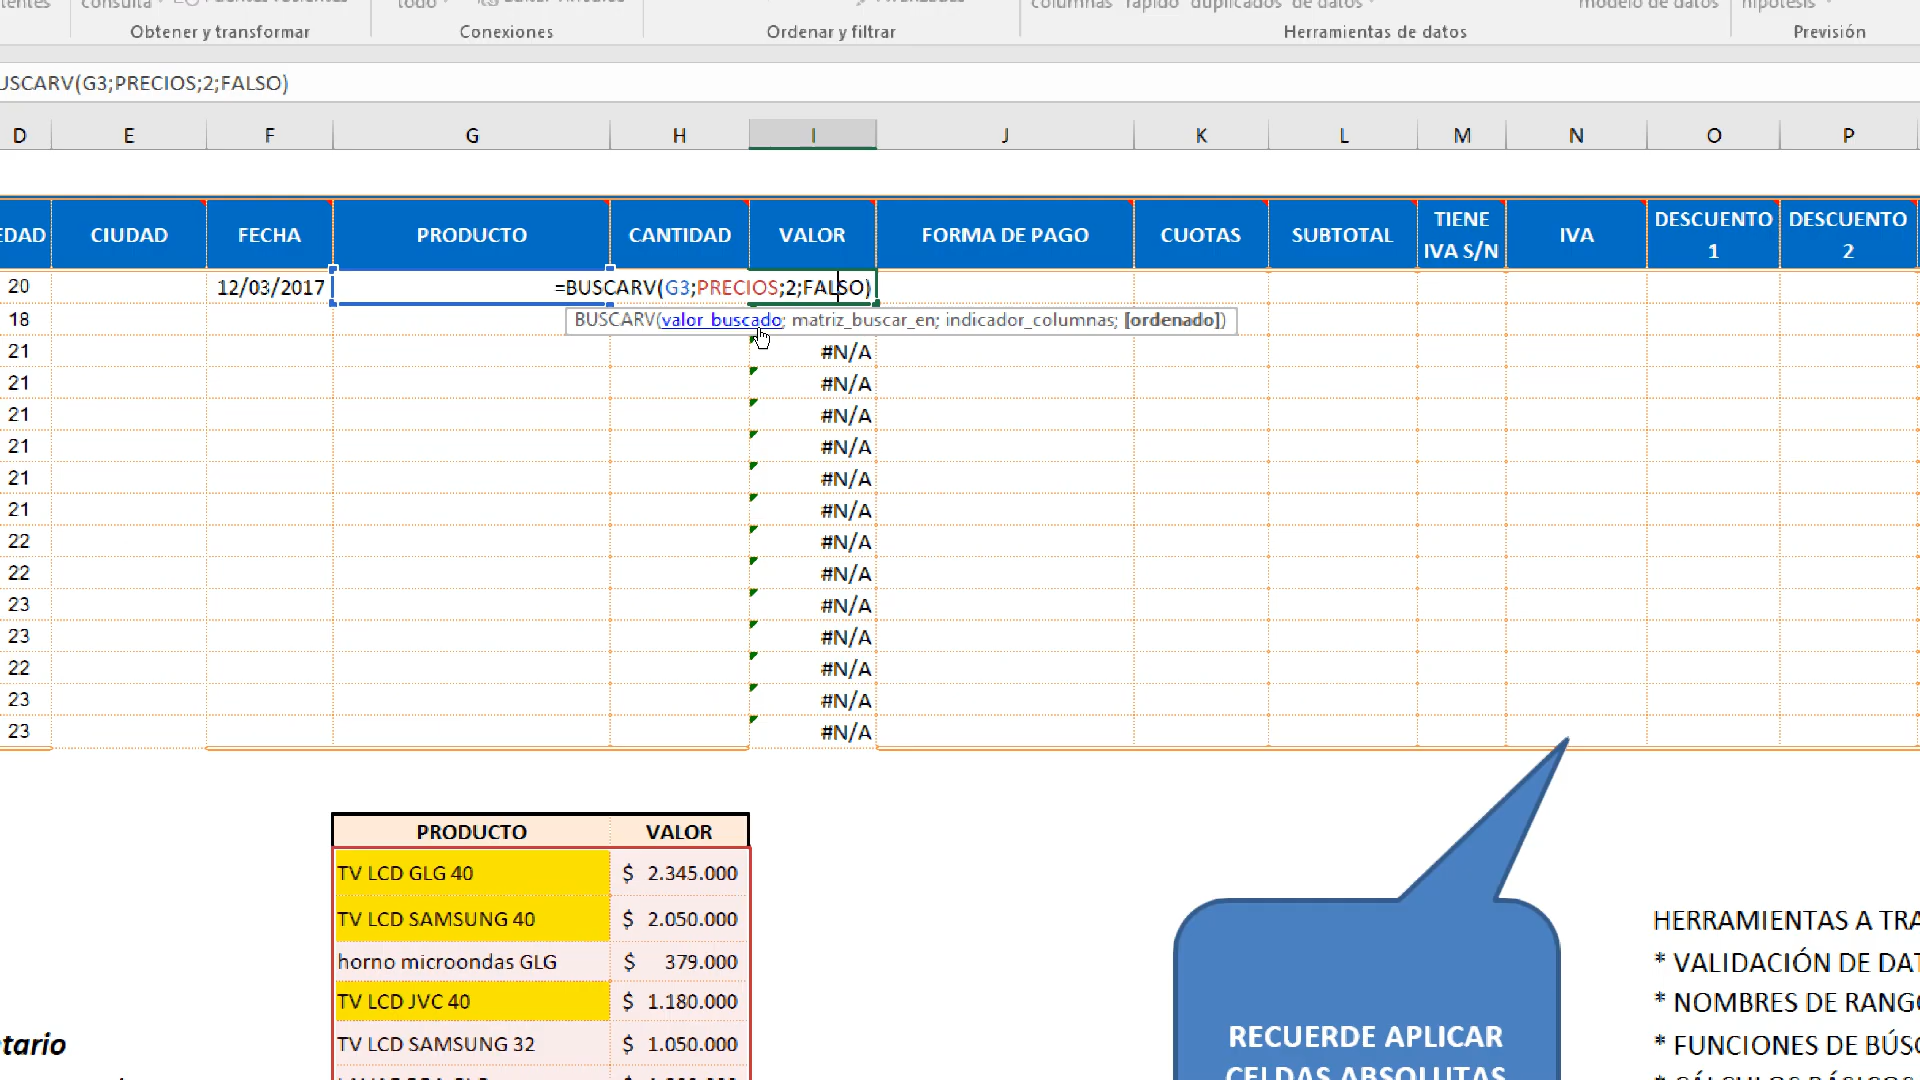 consulta
todo
columnas rápido duplicados de datos
modelo de datos hipótesis
Obtener y transformar Conexiones Ordenar y filtrar Herramientas de datos Previsión
USCARV(G3;PRECIOS;2;FALSO)
D E F G H I J K L M N O P
EDAD CIUDAD FECHA PRODUCTO CANTIDAD VALOR FORMA DE PAGO CUOTAS SUBTOTAL TIENE IVA S/N IVA DESCUENTO 1 DESCUENTO 2
20 12/03/2017 =BUSCARV(G3;PRECIOS;2;FALSO)
18 BUSCARV(valor_buscado; matriz_buscar_en; indicador_columnas; [ordenado])
21 #N/A
21 #N/A
21 #N/A
21 #N/A
21 #N/A
21 #N/A
22 #N/A
22 #N/A
23 #N/A
23 #N/A
22 #N/A
23 #N/A
23 #N/A
PRODUCTO VALOR
TV LCD GLG 40 $ 2.345.000
TV LCD SAMSUNG 40 $ 2.050.000
horno microondas GLG $ 379.000
TV LCD JVC 40 $ 1.180.000
TV LCD SAMSUNG 32 $ 1.050.000
tario
RECUERDE APLICAR
CELDAS ABSOLUTAS
HERRAMIENTAS A TRA
* VALIDACIÓN DE DAT
* NOMBRES DE RANGO
* FUNCIONES DE BÚSC